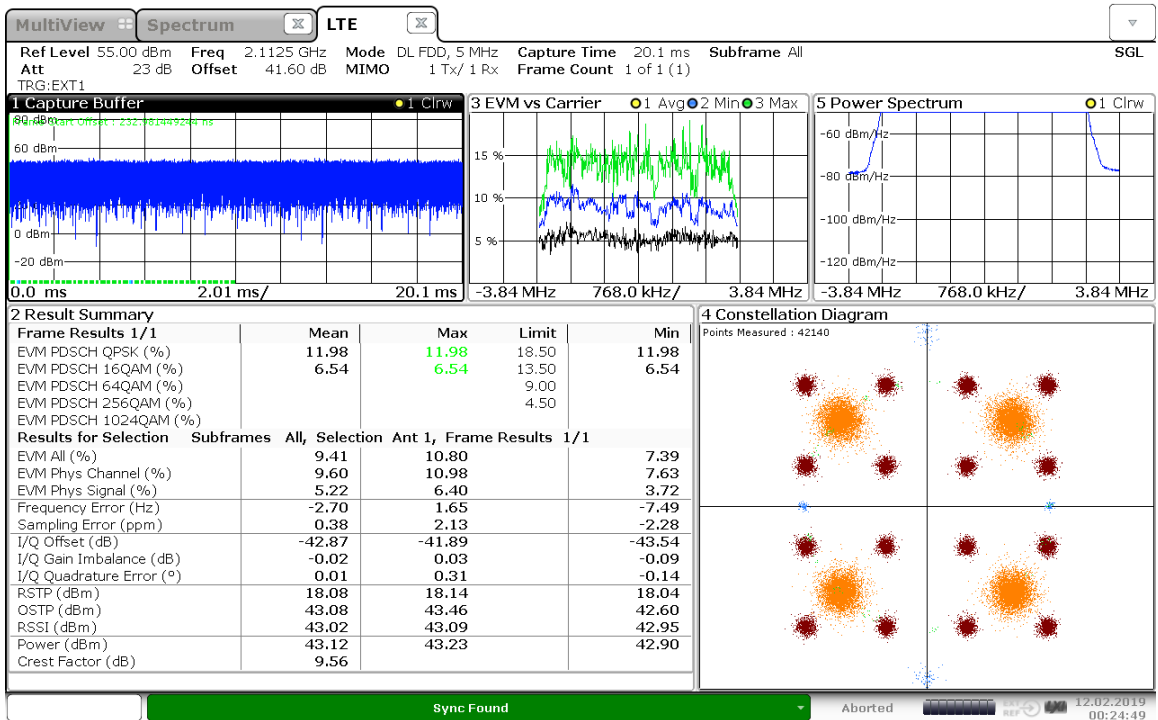 MultiView Spectrum LTE
Ref Level 55.00 dBm Freq 2.1125 GHz Mode DL FDD, 5 MHz Capture Time 20.1 ms Subframe All SGL
Att 23 dB Offset 41.60 dB MIMO 1 Tx/ 1 Rx Frame Count 1 of 1 (1)
TRG:EXT1
1 Capture Buffer 1 Clrw
80 dBm
Frame Start Offset : 232.981449244 ms
60 dBm
0 dBm
-20 dBm
0.0 ms 2.01 ms/ 20.1 ms
3 EVM vs Carrier 1 Avg 2 Min 3 Max
15 %
10 %
5 %
-3.84 MHz 768.0 kHz/ 3.84 MHz
5 Power Spectrum 1 Clrw
-60 dBm/Hz
-80 dBm/Hz
-100 dBm/Hz
-120 dBm/Hz
-3.84 MHz 768.0 kHz/ 3.84 MHz
2 Result Summary
Frame Results 1/1 Mean Max Limit Min
EVM PDSCH QPSK (%) 11.98 11.98 18.50 11.98
EVM PDSCH 16QAM (%) 6.54 6.54 13.50 6.54
EVM PDSCH 64QAM (%) 9.00
EVM PDSCH 256QAM (%) 4.50
EVM PDSCH 1024QAM (%)
Results for Selection Subframes All, Selection Ant 1, Frame Results 1/1
EVM All (%) 9.41 10.80 7.39
EVM Phys Channel (%) 9.60 10.98 7.63
EVM Phys Signal (%) 5.22 6.40 3.72
Frequency Error (Hz) -2.70 1.65 -7.49
Sampling Error (ppm) 0.38 2.13 -2.28
I/Q Offset (dB) -42.87 -41.89 -43.54
I/Q Gain Imbalance (dB) -0.02 0.03 -0.09
I/Q Quadrature Error (°) 0.01 0.31 -0.14
RSTP (dBm) 18.08 18.14 18.04
OSTP (dBm) 43.08 43.46 42.60
RSSI (dBm) 43.02 43.09 42.95
Power (dBm) 43.12 43.23 42.90
Crest Factor (dB) 9.56
4 Constellation Diagram
Points Measured : 42140
Sync Found
Aborted
EXT
REF
12.02.2019
00:24:49